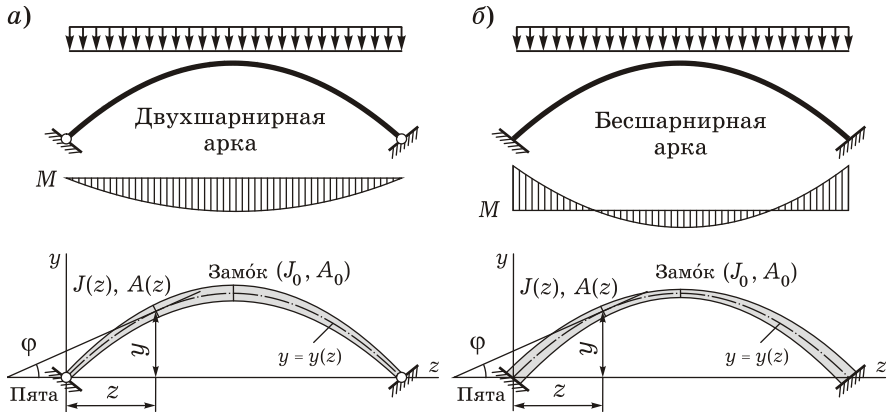 а)
Двухшарнирная
арка
M
y
J(z), A(z)
Замо́к (J₀, A₀)
φ
y
y = y(z)
Пята
z
б)
Бесшарнирная
арка
M
y
J(z), A(z)
Замо́к (J₀, A₀)
φ
y
y = y(z)
z
Пята
z
z